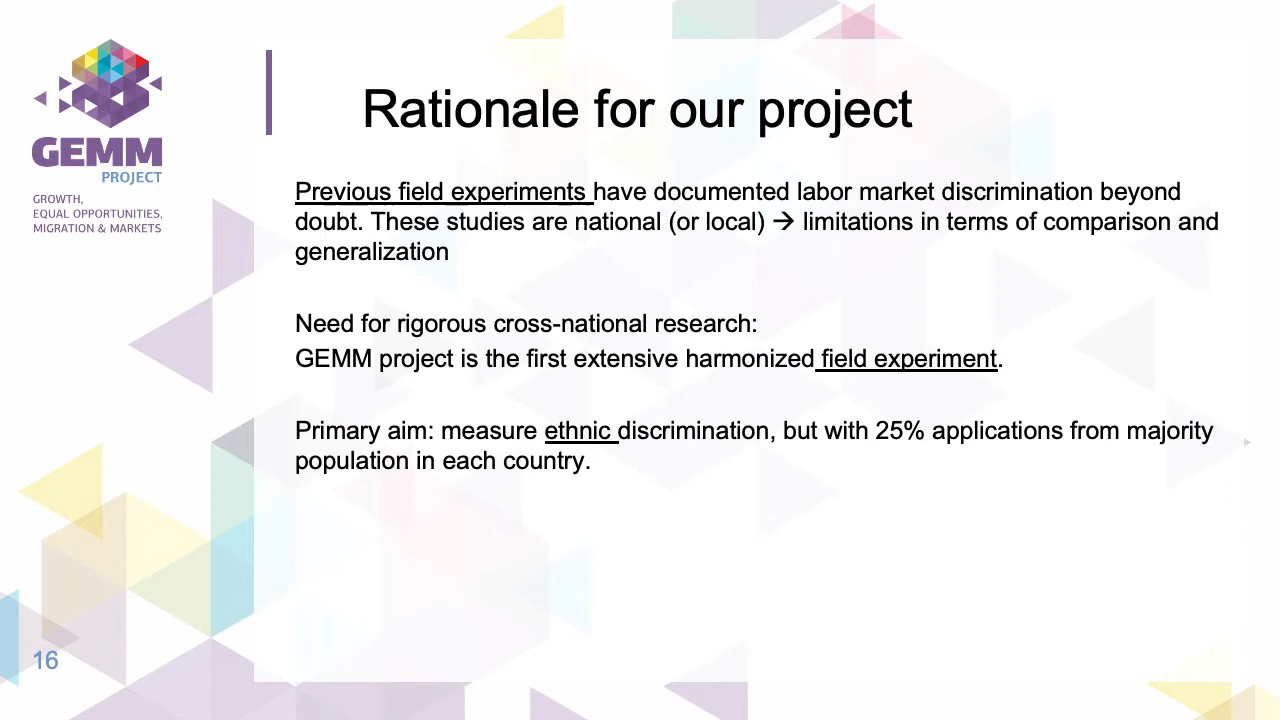 GEMM
PROJECT
GROWTH,
EQUAL OPPORTUNITIES,
MIGRATION & MARKETS
Rationale for our project
Previous field experiments have documented labor market discrimination beyond
doubt. These studies are national (or local) → limitations in terms of comparison and
generalization
Need for rigorous cross-national research:
GEMM project is the first extensive harmonized field experiment.
Primary aim: measure ethnic discrimination, but with 25% applications from majority
population in each country.
16